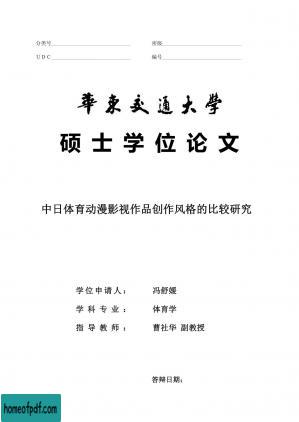 分类号 密级
UDC 编号
華東交通大學
硕士学位论文
中日体育动漫影视作品创作风格的比较研究
学位申请人： 冯舒媛
学科专业： 体育学
指导教师： 曹社华 副教授
答辩日期：
homeofpdf.com